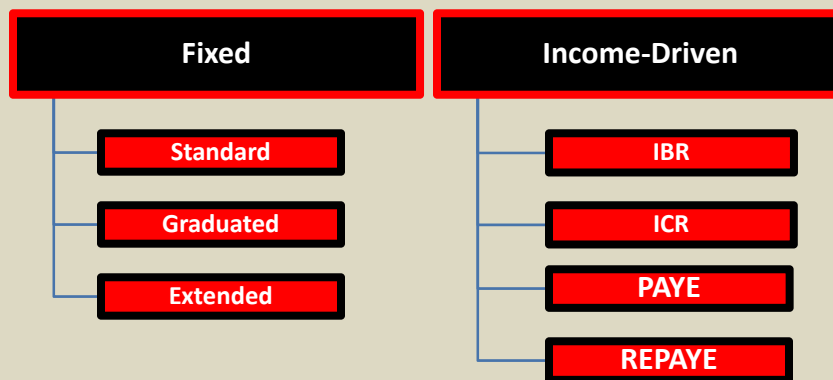 Fixed
Standard
Graduated
Extended
Income-Driven
IBR
ICR
PAYE
REPAYE